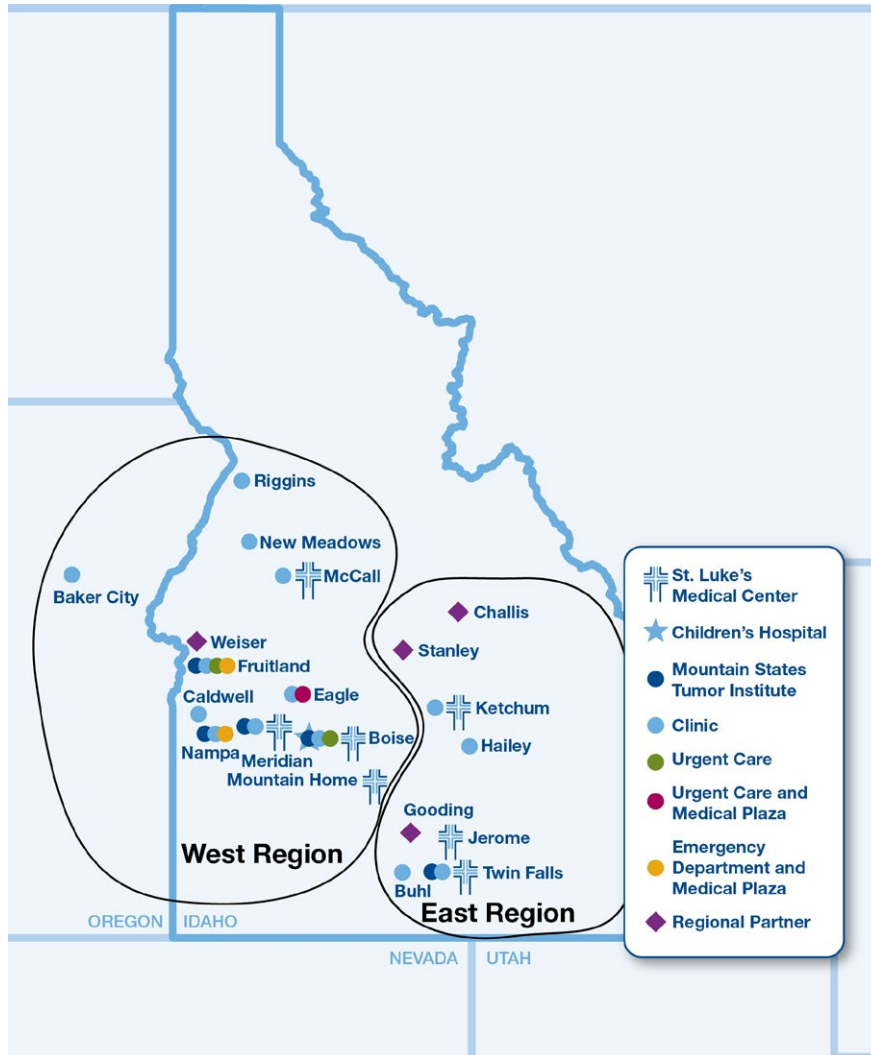 Riggins
New Meadows
McCall
Baker City
Weiser
Fruitland
Caldwell
Eagle
Nampa
Meridian
Boise
Mountain Home
West Region
Challis
Stanley
Ketchum
Hailey
Gooding
Jerome
Buhl
Twin Falls
East Region
OREGON
IDAHO
NEVADA
UTAH
St. Luke's
Medical Center
Children's Hospital
Mountain States
Tumor Institute
Clinic
Urgent Care
Urgent Care and
Medical Plaza
Emergency
Department and
Medical Plaza
Regional Partner